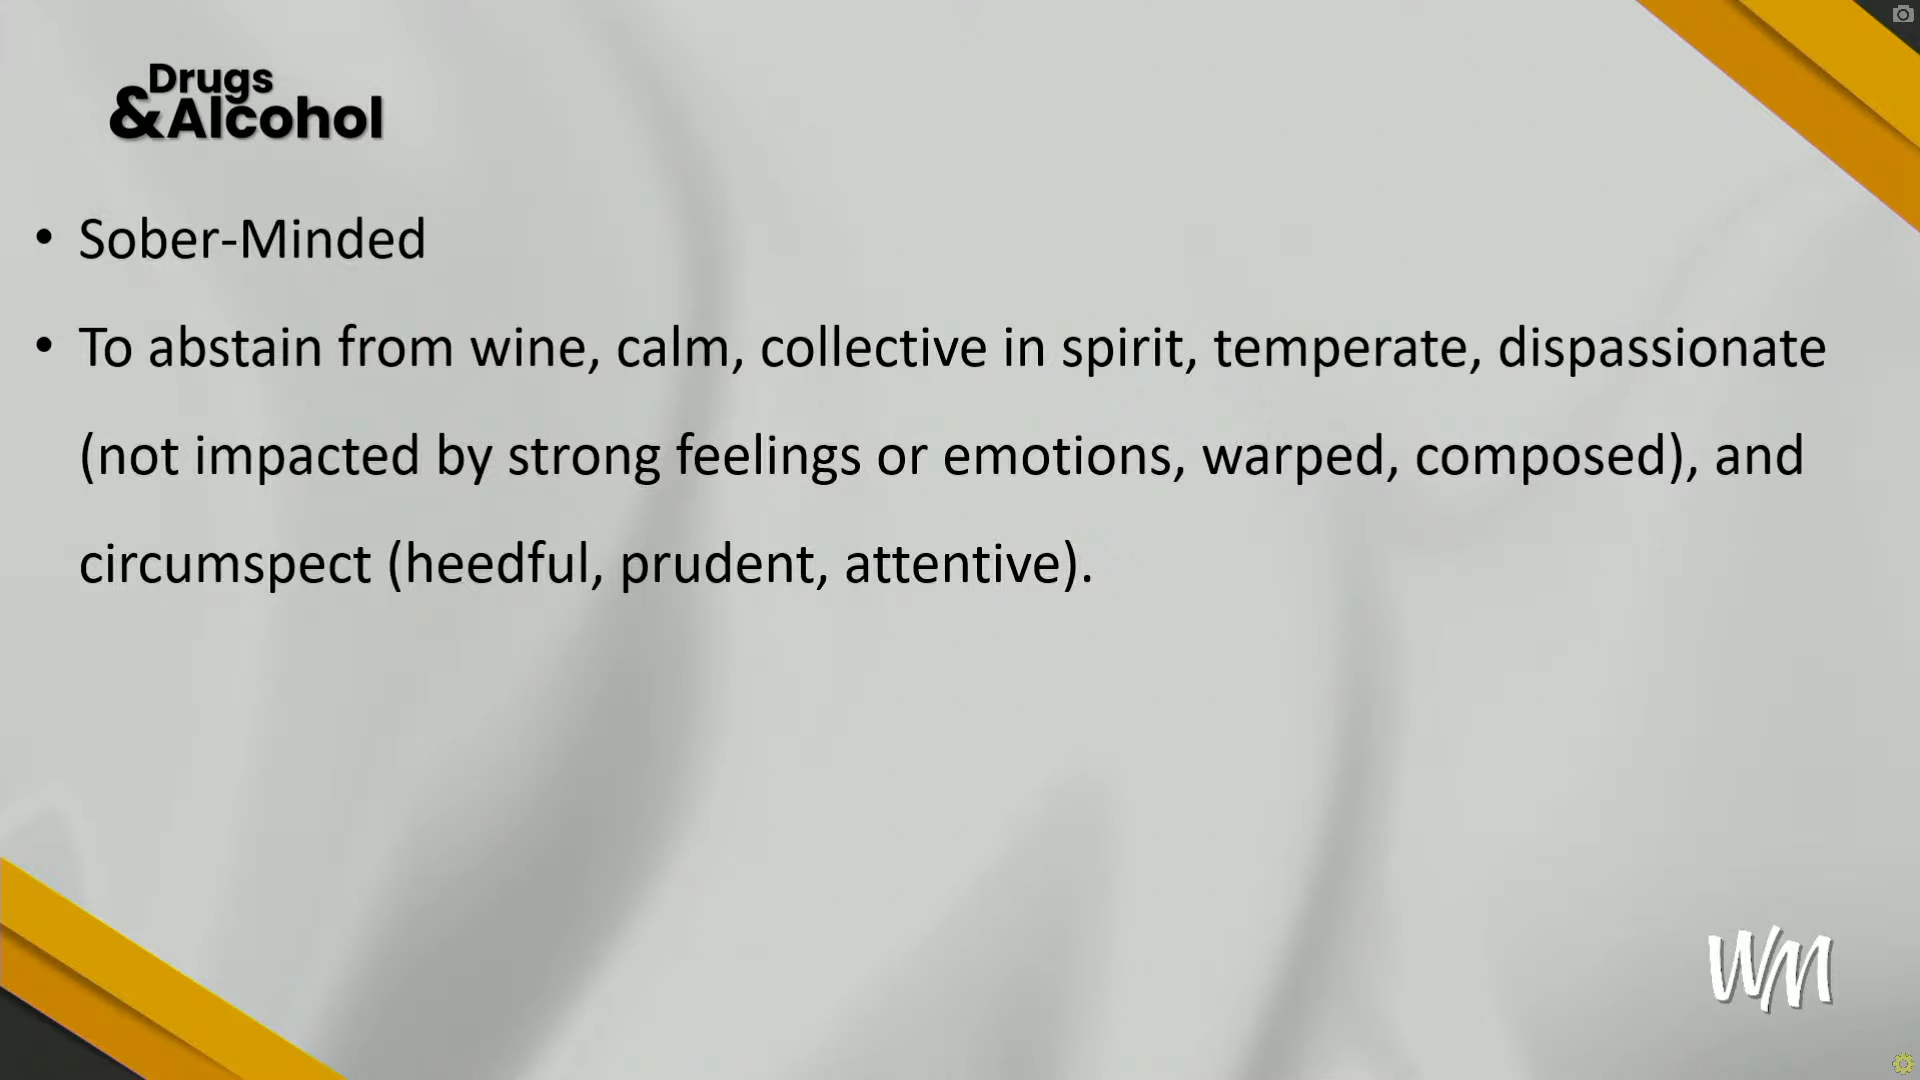 Drugs
&Alcohol
• Sober-Minded
• To abstain from wine, calm, collective in spirit, temperate, dispassionate
(not impacted by strong feelings or emotions, warped, composed), and
circumspect (heedful, prudent, attentive).
WM